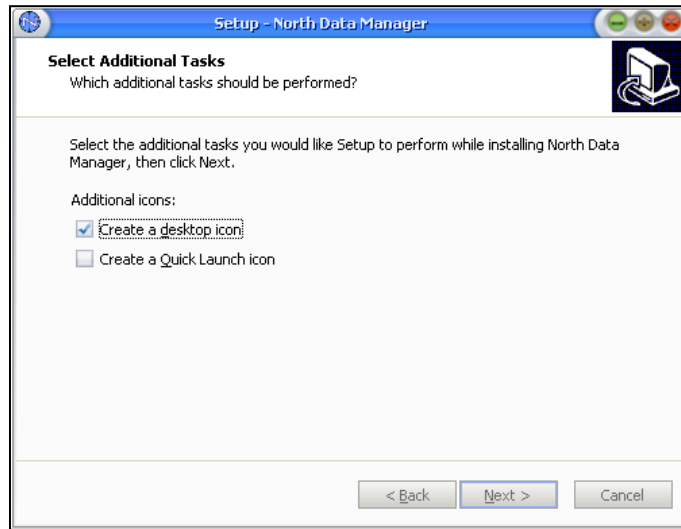 Setup - North Data Manager
Select Additional Tasks
Which additional tasks should be performed?
Select the additional tasks you would like Setup to perform while installing North Data
Manager, then click Next.
Additional icons:
Create a desktop icon
Create a Quick Launch icon
< Back
Next >
Cancel